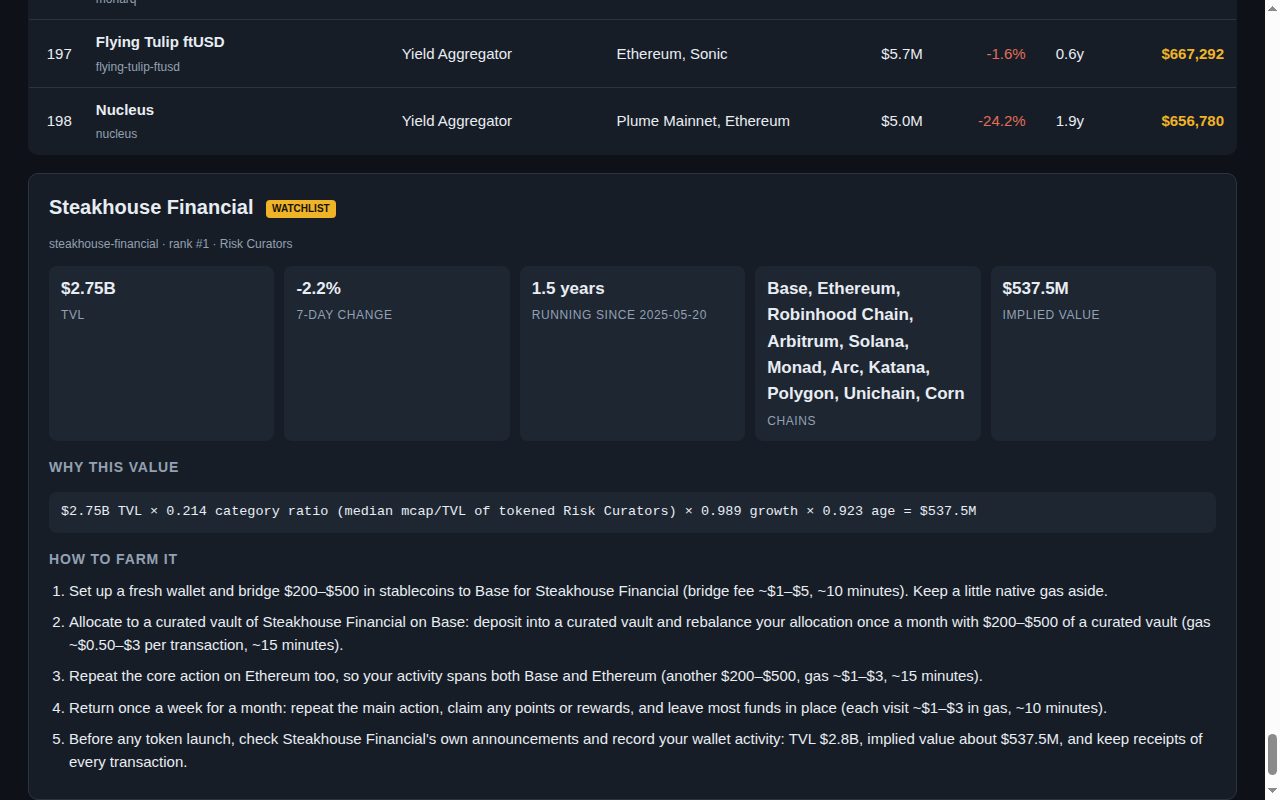 197
Flying Tulip ftUSD
flying-tulip-ftusd
Yield Aggregator
Ethereum, Sonic
$5.7M
-1.6%
0.6y
$667,292
198
Nucleus
nucleus
Yield Aggregator
Plume Mainnet, Ethereum
$5.0M
-24.2%
1.9y
$656,780
Steakhouse Financial WATCHLIST
steakhouse-financial · rank #1 · Risk Curators
$2.75B
TVL
-2.2%
7-DAY CHANGE
1.5 years
RUNNING SINCE 2025-05-20
Base, Ethereum,
Robinhood Chain,
Arbitrum, Solana,
Monad, Arc, Katana,
Polygon, Unichain, Corn
CHAINS
$537.5M
IMPLIED VALUE
WHY THIS VALUE
$2.75B TVL × 0.214 category ratio (median mcap/TVL of tokened Risk Curators) × 0.989 growth × 0.923 age = $537.5M
HOW TO FARM IT
1. Set up a fresh wallet and bridge $200–$500 in stablecoins to Base for Steakhouse Financial (bridge fee ~$1–$5, ~10 minutes). Keep a little native gas aside.
2. Allocate to a curated vault of Steakhouse Financial on Base: deposit into a curated vault and rebalance your allocation once a month with $200–$500 of a curated vault (gas
~$0.50–$3 per transaction, ~15 minutes).
3. Repeat the core action on Ethereum too, so your activity spans both Base and Ethereum (another $200–$500, gas ~$1–$3, ~15 minutes).
4. Return once a week for a month: repeat the main action, claim any points or rewards, and leave most funds in place (each visit ~$1–$3 in gas, ~10 minutes).
5. Before any token launch, check Steakhouse Financial's own announcements and record your wallet activity: TVL $2.8B, implied value about $537.5M, and keep receipts of
every transaction.